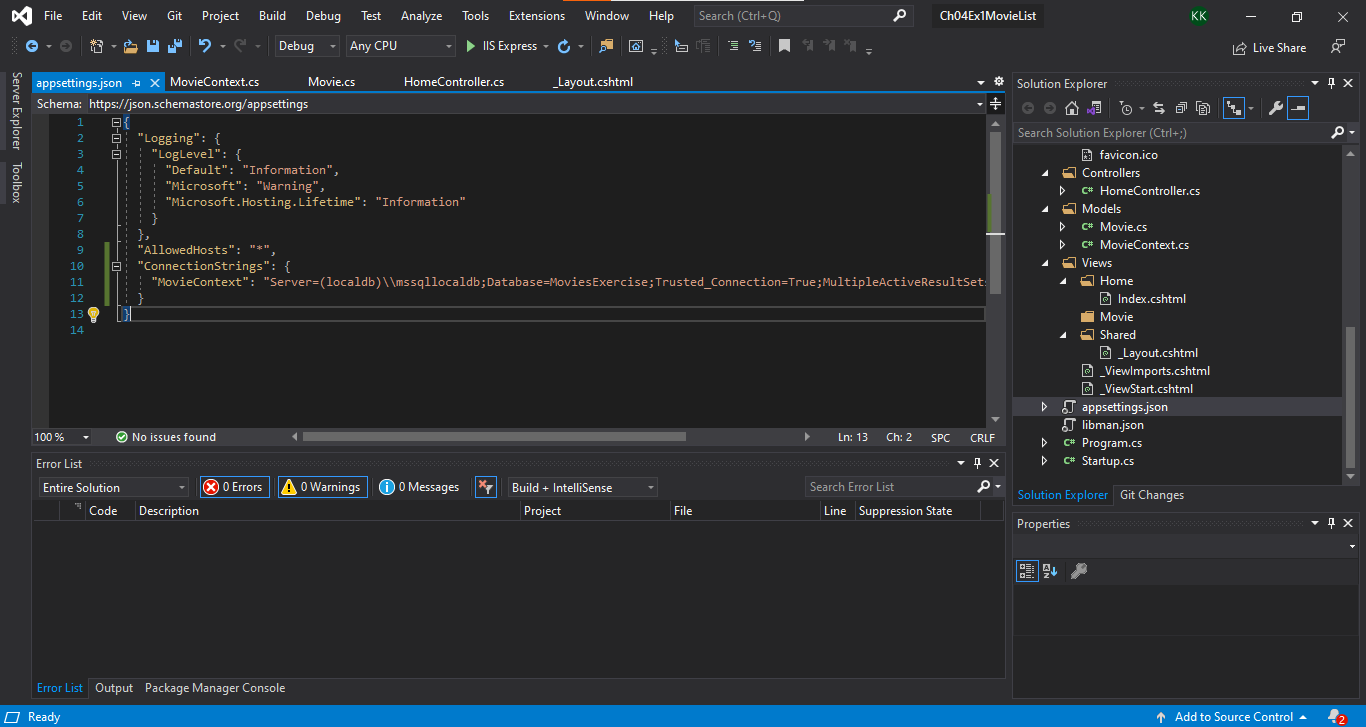 File Edit View Git Project Build Debug Test Analyze Tools Extensions Window Help Search (Ctrl+Q) Ch04Ex1MovieList KK
Debug Any CPU IIS Express Live Share
Server Explorer
Toolbox
appsettings.json MovieContext.cs Movie.cs HomeController.cs _Layout.cshtml
Schema: https://json.schemastore.org/appsettings
1 {
2 "Logging": {
3 "LogLevel": {
4 "Default": "Information",
5 "Microsoft": "Warning",
6 "Microsoft.Hosting.Lifetime": "Information"
7 }
8 },
9 "AllowedHosts": "*",
10 "ConnectionStrings": {
11 "MovieContext": "Server=(localdb)\\mssqllocaldb;Database=MoviesExercise;Trusted_Connection=True;MultipleActiveResultSets
12 }
13 }
14
100 % No issues found Ln: 13 Ch: 2 SPC CRLF
Error List
Entire Solution 0 Errors 0 Warnings 0 Messages Build + IntelliSense Search Error List
Code Description Project File Line Suppression State
Error List Output Package Manager Console
Solution Explorer
Search Solution Explorer (Ctrl+;)
favicon.ico
Controllers
C# HomeController.cs
Models
C# Movie.cs
C# MovieContext.cs
Views
Home
Index.cshtml
Movie
Shared
_Layout.cshtml
_ViewImports.cshtml
_ViewStart.cshtml
appsettings.json
libman.json
C# Program.cs
C# Startup.cs
Solution Explorer Git Changes
Properties
Ready Add to Source Control 2